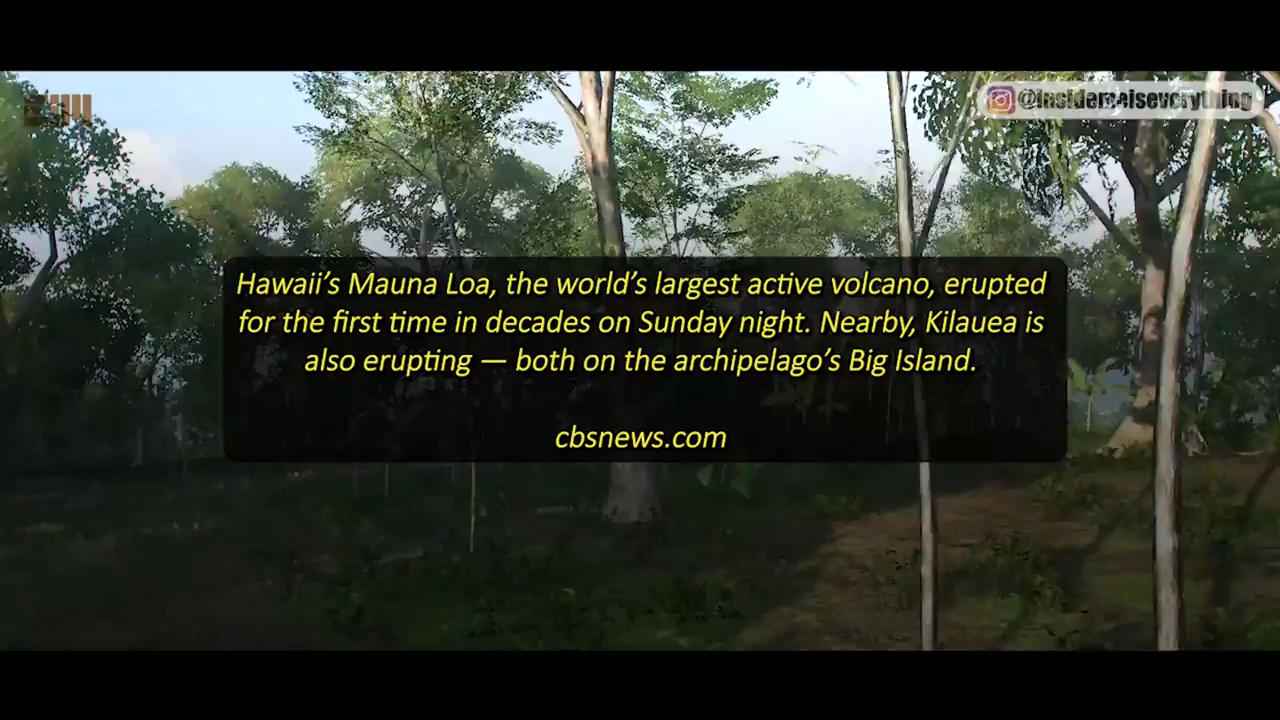 @insidemeiseverything
Hawaii’s Mauna Loa, the world’s largest active volcano, erupted
for the first time in decades on Sunday night. Nearby, Kilauea is
also erupting — both on the archipelago’s Big Island.
cbsnews.com